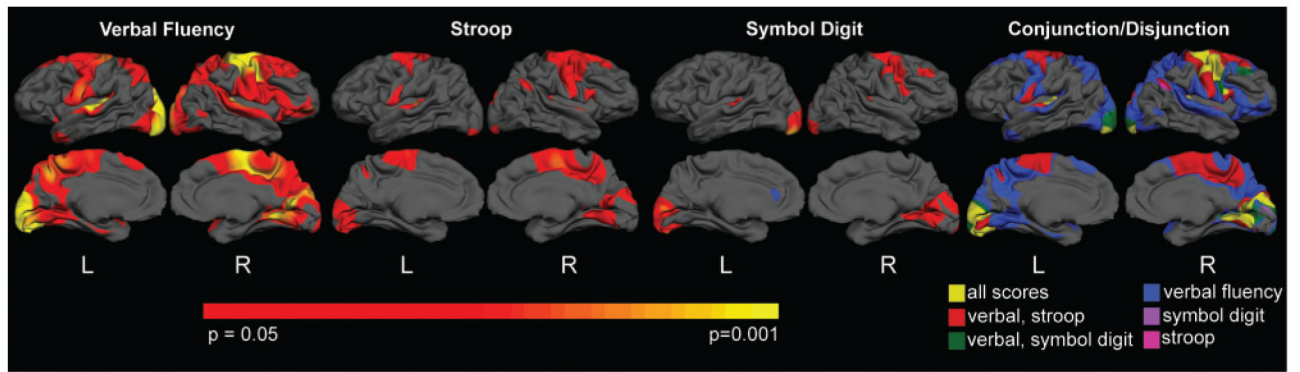 Verbal Fluency Stroop Symbol Digit Conjunction/Disjunction
L R L R L R L R
p = 0.05 p=0.001
all scores verbal fluency
verbal, stroop symbol digit
verbal, symbol digit stroop